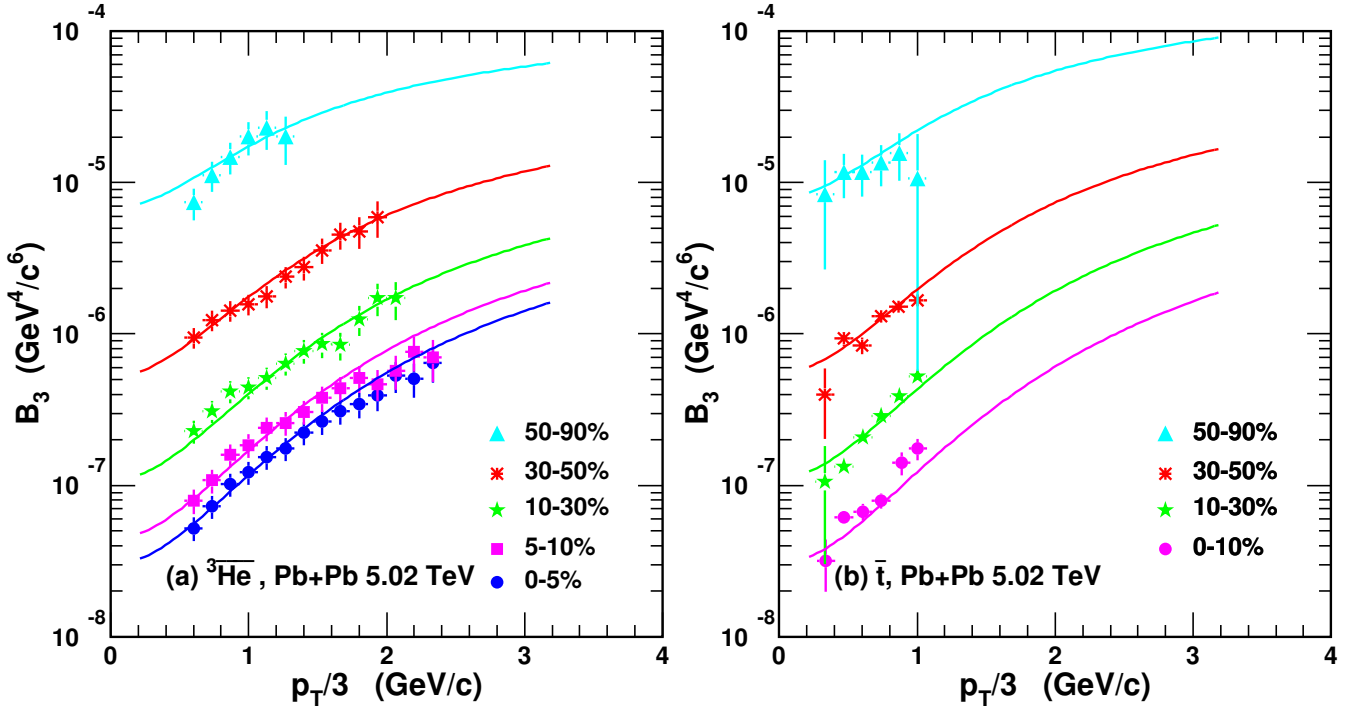 10⁻⁴
10⁻⁵
10⁻⁶
10⁻⁷
10⁻⁸
B₃ (GeV⁴/c⁶)
50-90%
30-50%
10-30%
5-10%
0-5%
(a) ³H̅e̅ , Pb+Pb 5.02 TeV
0 1 2 3 4
p_T/3 (GeV/c)
10⁻⁴
10⁻⁵
10⁻⁶
10⁻⁷
10⁻⁸
B₃ (GeV⁴/c⁶)
50-90%
30-50%
10-30%
0-10%
(b) t̅, Pb+Pb 5.02 TeV
0 1 2 3 4
p_T/3 (GeV/c)